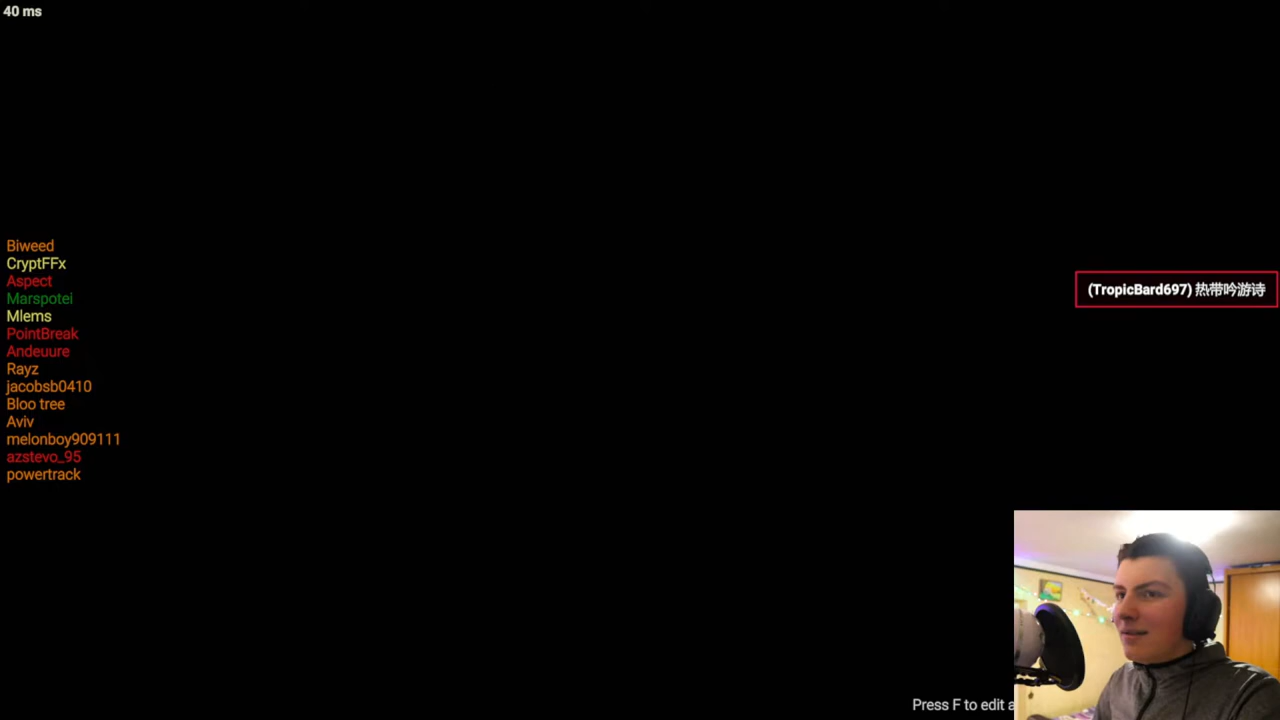 40 ms
Biweed
CryptFFx
Aspect
Marspotei
Mlems
PointBreak
Andeuure
Rayz
jacobsb0410
Bloo tree
Aviv
melonboy909111
azstevo_95
powertrack
(TropicBard697) 热带吟游诗
Press F to edit a